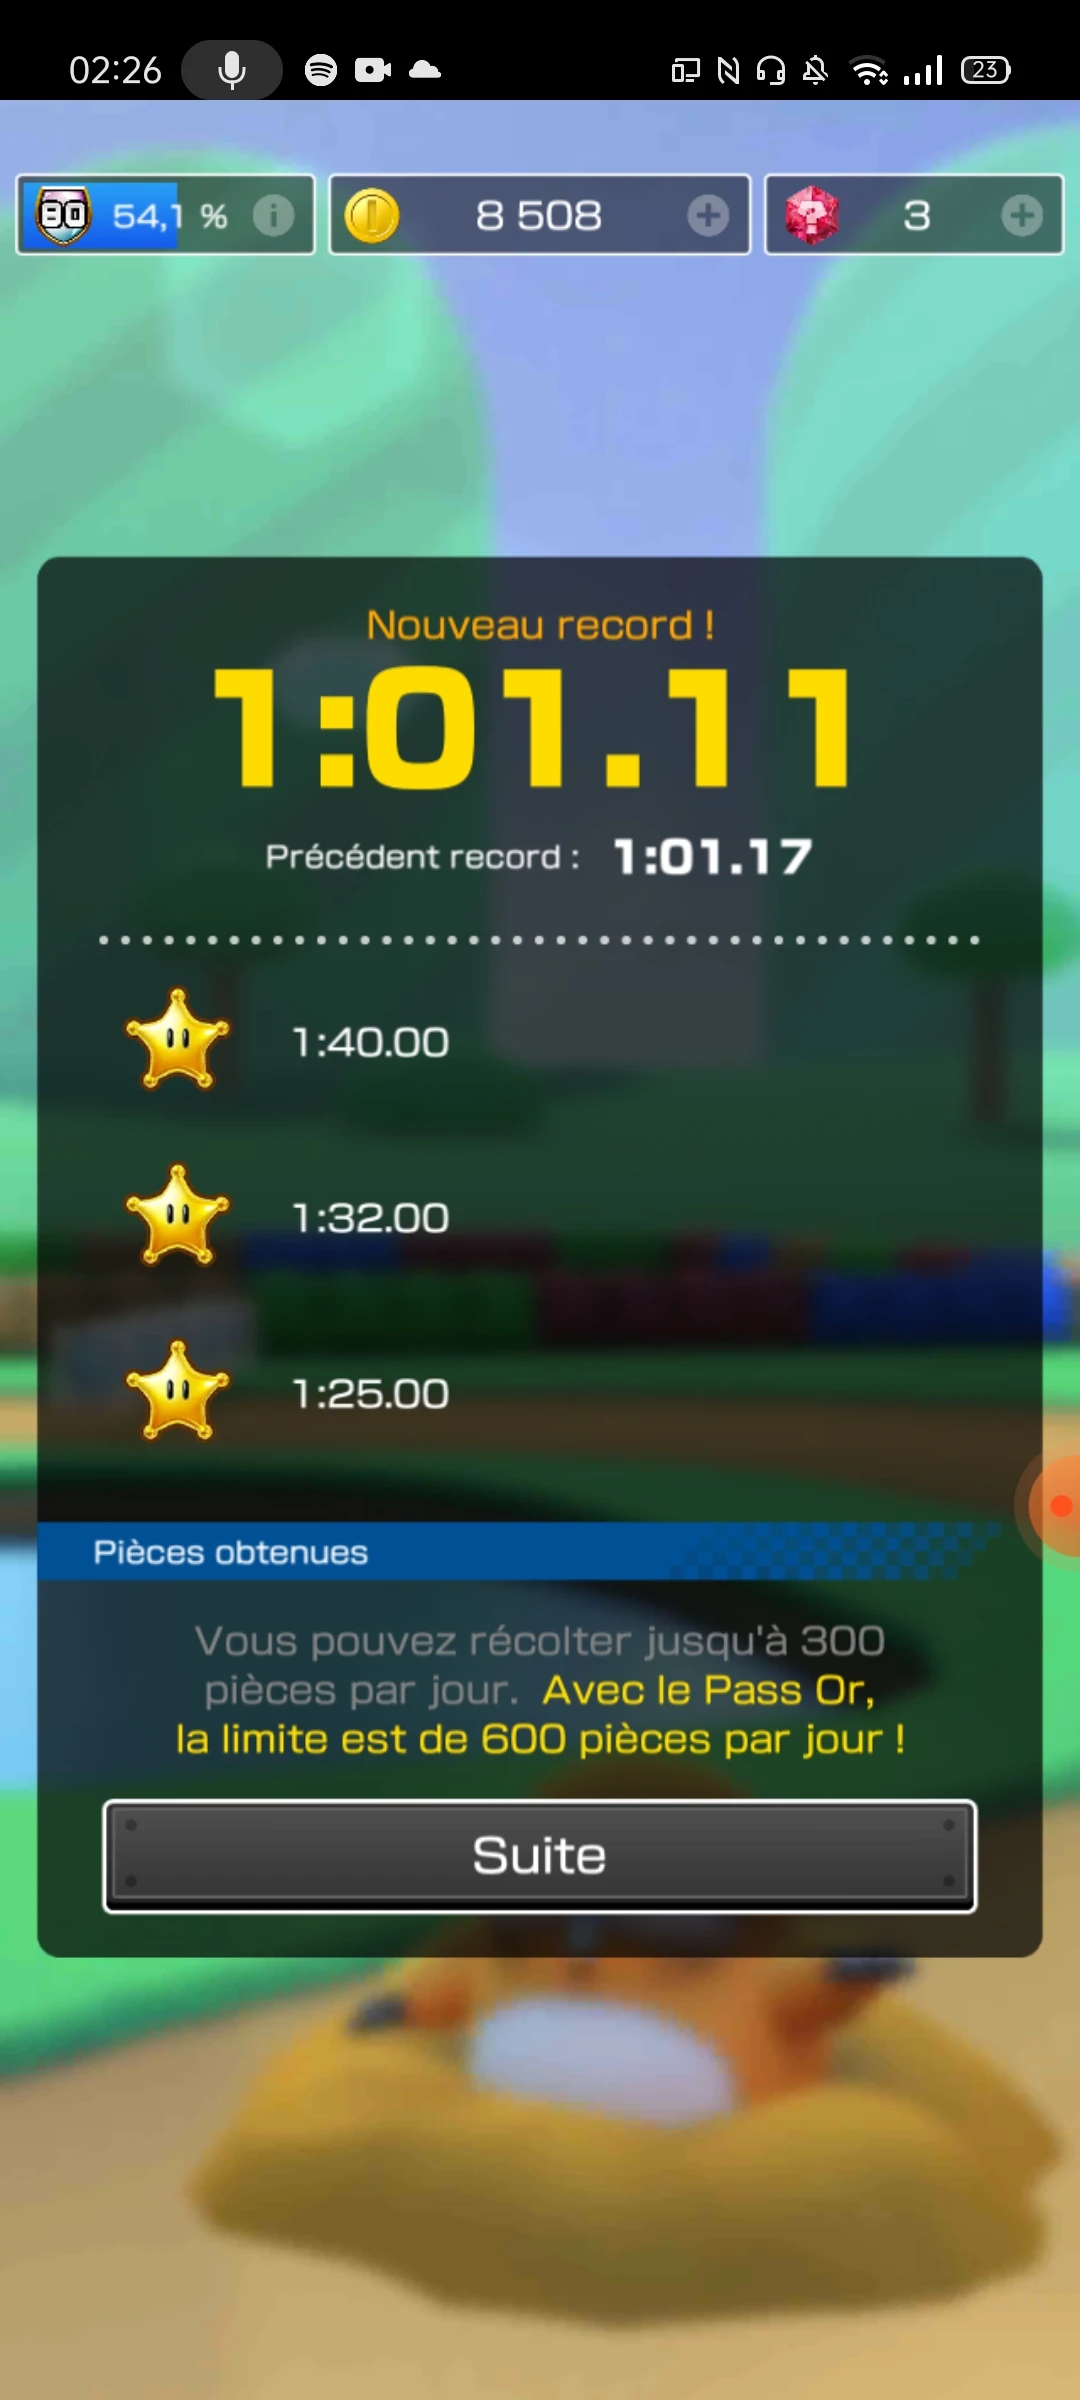 02:26
23
80 54,1 % i 8 508 + 3 +
Nouveau record !
1:01.11
Précédent record : 1:01.17
1:40.00
1:32.00
1:25.00
Pièces obtenues
Vous pouvez récolter jusqu'à 300
pièces par jour. Avec le Pass Or,
la limite est de 600 pièces par jour !
Suite